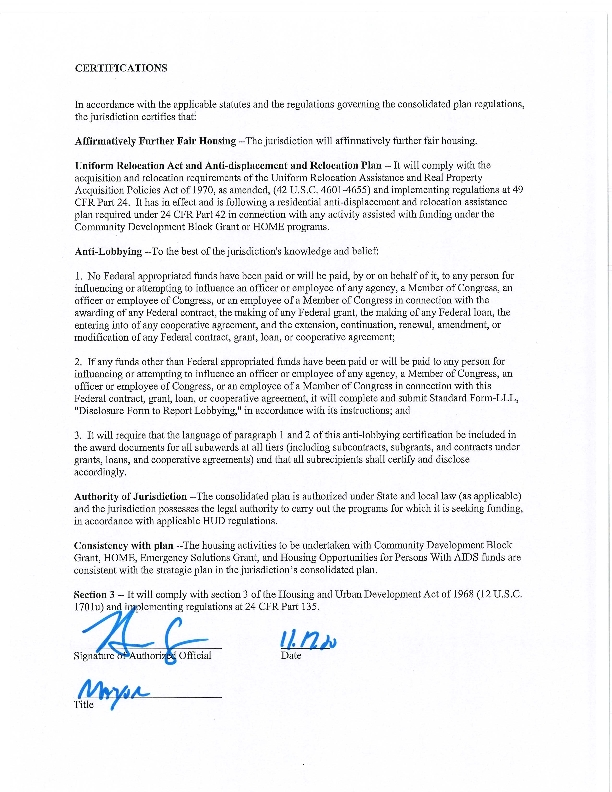 CERTIFICATIONS
In accordance with the applicable statutes and the regulations governing the consolidated plan regulations,
the jurisdiction certifies that:
Affirmatively Further Fair Housing --The jurisdiction will affirmatively further fair housing.
Uniform Relocation Act and Anti-displacement and Relocation Plan -- It will comply with the
acquisition and relocation requirements of the Uniform Relocation Assistance and Real Property
Acquisition Policies Act of 1970, as amended, (42 U.S.C. 4601-4655) and implementing regulations at 49
CFR Part 24. It has in effect and is following a residential anti-displacement and relocation assistance
plan required under 24 CFR Part 42 in connection with any activity assisted with funding under the
Community Development Block Grant or HOME programs.
Anti-Lobbying --To the best of the jurisdiction's knowledge and belief:
1. No Federal appropriated funds have been paid or will be paid, by or on behalf of it, to any person for
influencing or attempting to influence an officer or employee of any agency, a Member of Congress, an
officer or employee of Congress, or an employee of a Member of Congress in connection with the
awarding of any Federal contract, the making of any Federal grant, the making of any Federal loan, the
entering into of any cooperative agreement, and the extension, continuation, renewal, amendment, or
modification of any Federal contract, grant, loan, or cooperative agreement;
2. If any funds other than Federal appropriated funds have been paid or will be paid to any person for
influencing or attempting to influence an officer or employee of any agency, a Member of Congress, an
officer or employee of Congress, or an employee of a Member of Congress in connection with this
Federal contract, grant, loan, or cooperative agreement, it will complete and submit Standard Form-LLL,
"Disclosure Form to Report Lobbying," in accordance with its instructions; and
3. It will require that the language of paragraph 1 and 2 of this anti-lobbying certification be included in
the award documents for all subawards at all tiers (including subcontracts, subgrants, and contracts under
grants, loans, and cooperative agreements) and that all subrecipients shall certify and disclose
accordingly.
Authority of Jurisdiction --The consolidated plan is authorized under State and local law (as applicable)
and the jurisdiction possesses the legal authority to carry out the programs for which it is seeking funding,
in accordance with applicable HUD regulations.
Consistency with plan --The housing activities to be undertaken with Community Development Block
Grant, HOME, Emergency Solutions Grant, and Housing Opportunities for Persons With AIDS funds are
consistent with the strategic plan in the jurisdiction's consolidated plan.
Section 3 -- It will comply with section 3 of the Housing and Urban Development Act of 1968 (12 U.S.C.
1701u) and implementing regulations at 24 CFR Part 135.
11.17.20
Signature of Authorized Official Date
Mayor
Title